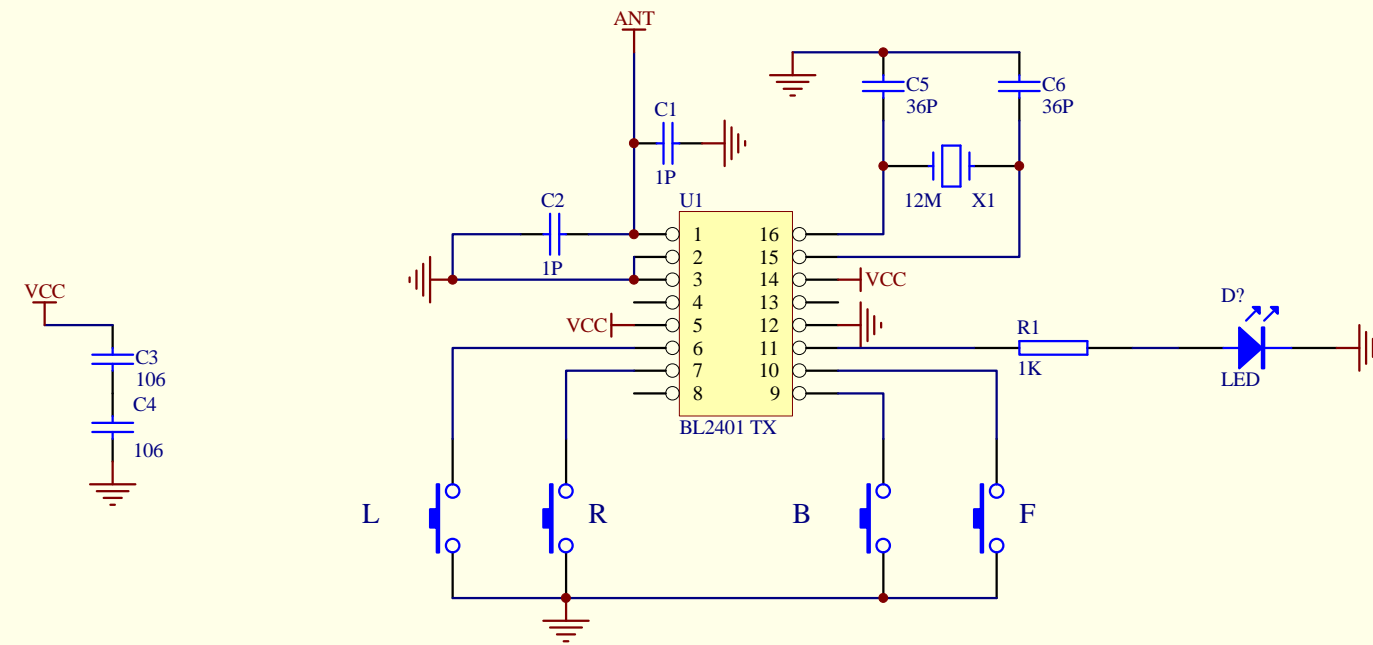 ANT
C5
36P
C6
36P
C1
1P
12M X1
C2
1P
U1
1 16
2 15
3 14 VCC
4 13
VCC 5 12
6 11
7 10
8 9
BL2401 TX
R1
1K
D?
LED
VCC
C3
106
C4
106
L R B F